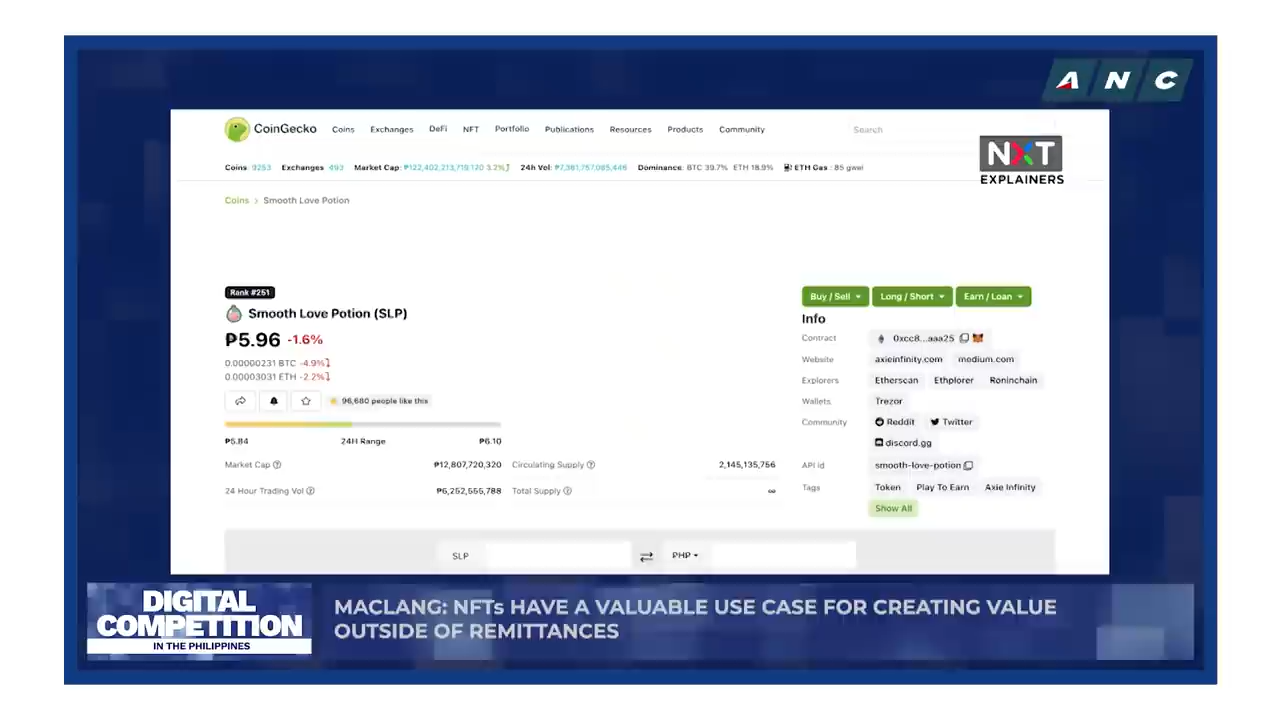 A N C
CoinGecko Coins Exchanges DeFi NFT Portfolio Publications Resources Products Community Search
NXT
EXPLAINERS
Coins: 9253 Exchanges: 493 Market Cap: ₱122,402,213,719,120 3.2% 24h Vol: ₱7,381,757,085,446 Dominance: BTC 39.7% ETH 18.9% ETH Gas: 85 gwei
Coins > Smooth Love Potion
Rank #251
Smooth Love Potion (SLP)
₱5.96 -1.6%
0.00000231 BTC -4.9%
0.00003031 ETH -2.2%
96,680 people like this
₱5.84 24H Range ₱6.10
Market Cap ₱12,807,720,320 Circulating Supply 2,145,135,756
24 Hour Trading Vol ₱6,252,555,788 Total Supply ∞
Buy / Sell Long / Short Earn / Loan
Info
Contract 0xcc8...aaa25
Website axieinfinity.com medium.com
Explorers Etherscan Ethplorer Roninchain
Wallets Trezor
Community Reddit Twitter
discord.gg
API id smooth-love-potion
Tags Token Play To Earn Axie Infinity
Show All
SLP PHP
DIGITAL
COMPETITION
IN THE PHILIPPINES
MACLANG: NFTs HAVE A VALUABLE USE CASE FOR CREATING VALUE
OUTSIDE OF REMITTANCES